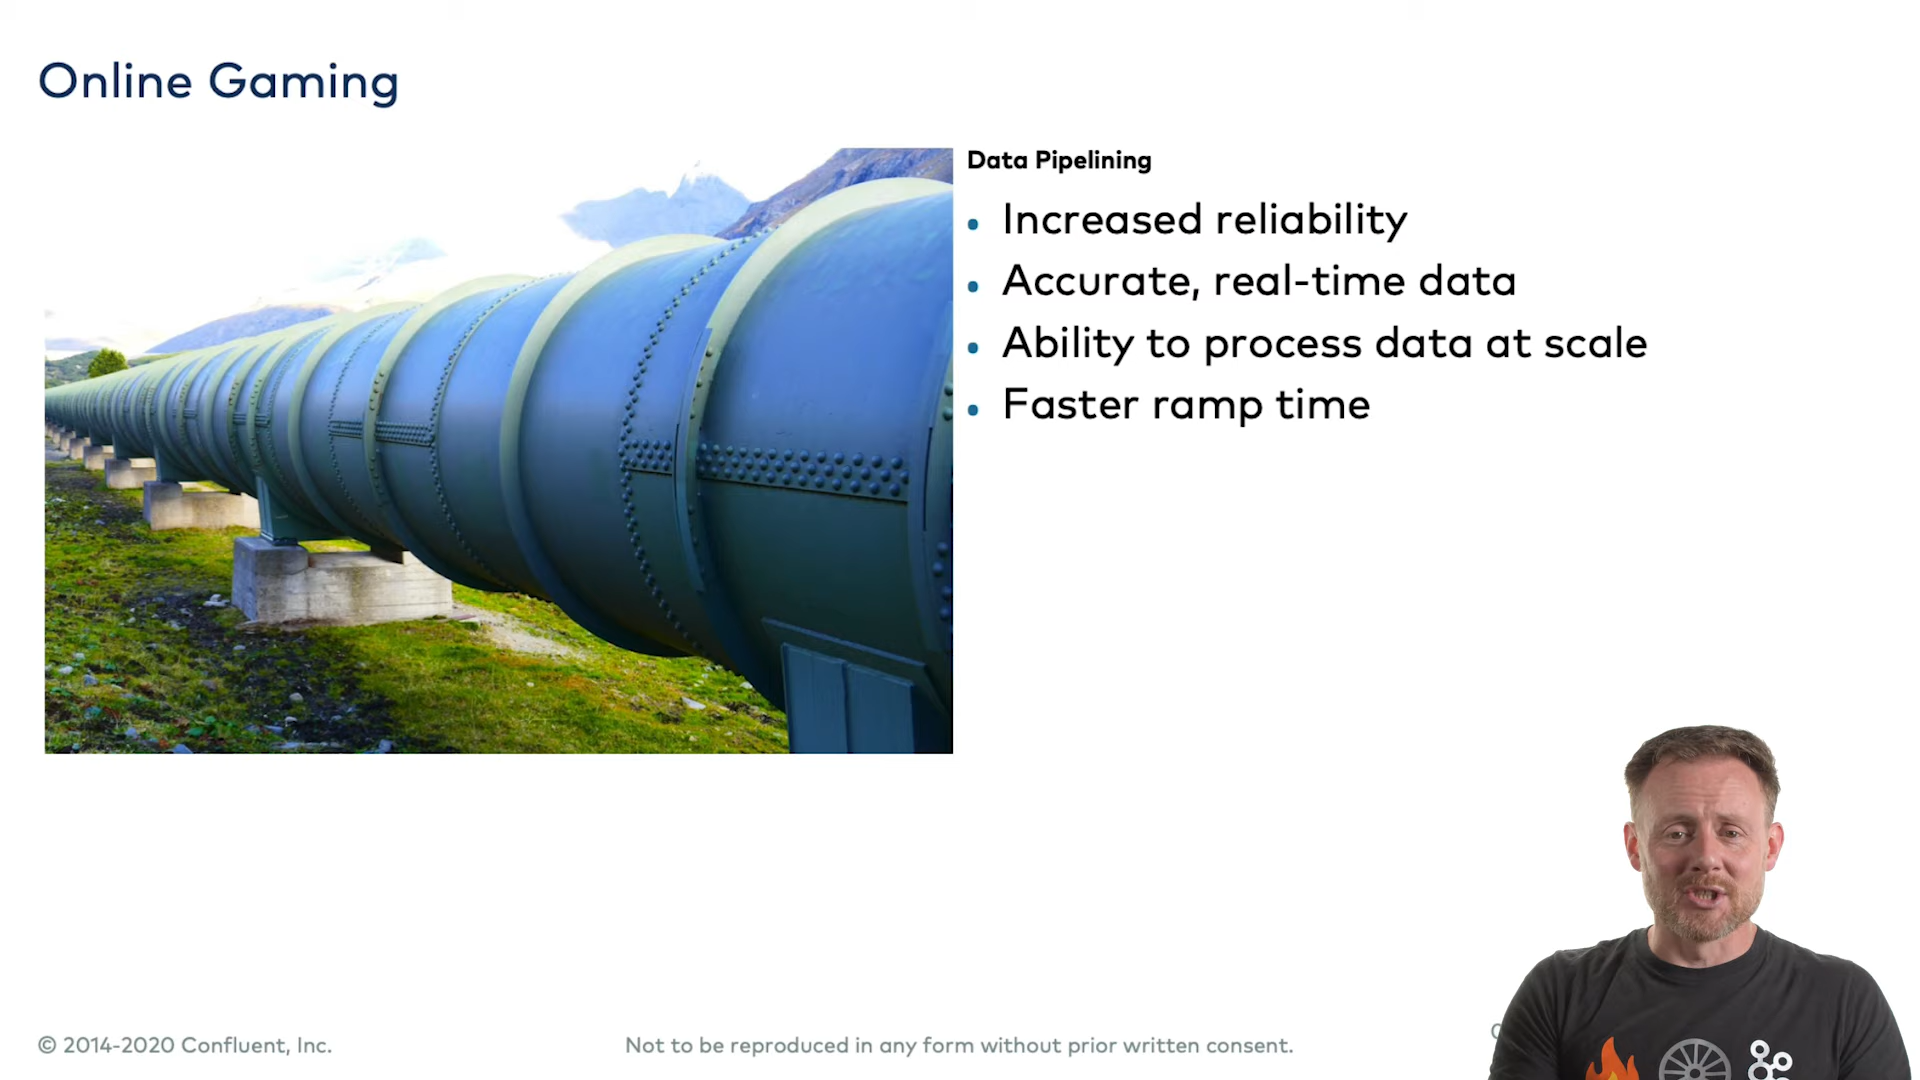 Online Gaming
Data Pipelining
• Increased reliability
• Accurate, real-time data
• Ability to process data at scale
• Faster ramp time
© 2014-2020 Confluent, Inc.
Not to be reproduced in any form without prior written consent.